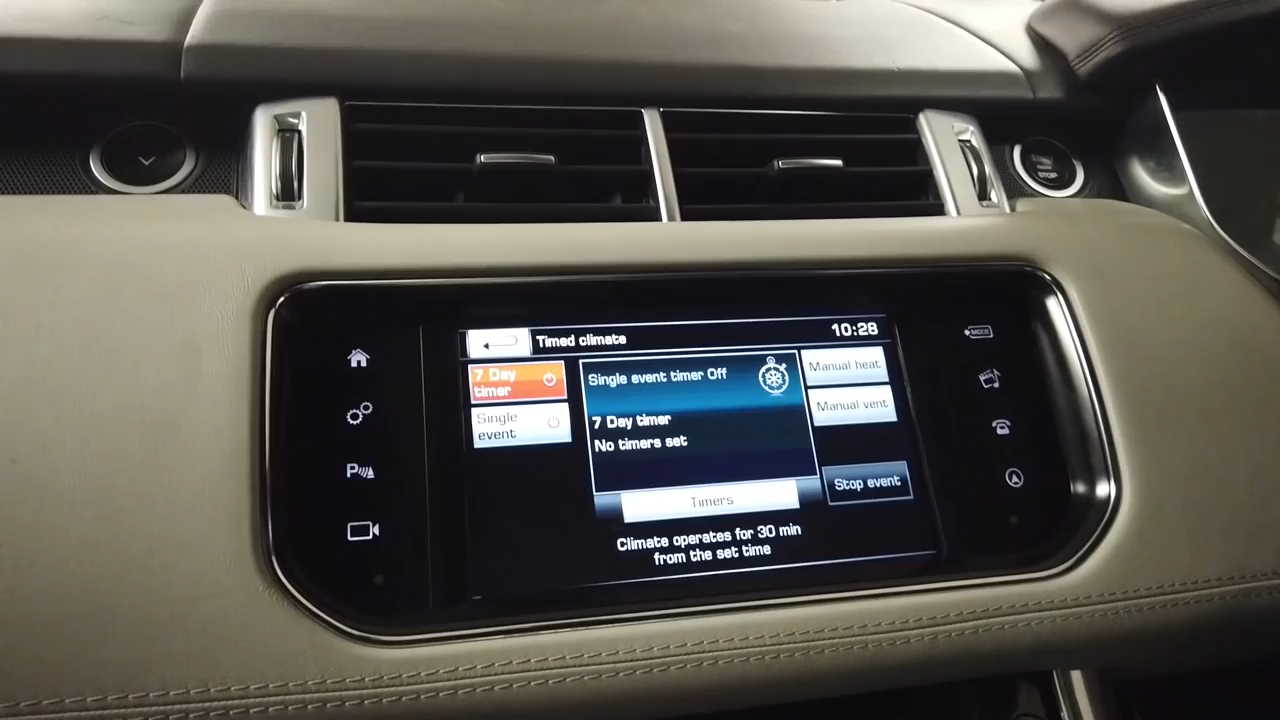 STOP
Timed climate
10:28
7 Day
timer
Single
event
Single event timer Off
7 Day timer
No timers set
Timers
Manual heat
Manual vent
Stop event
Climate operates for 30 min
from the set time
MODE
P